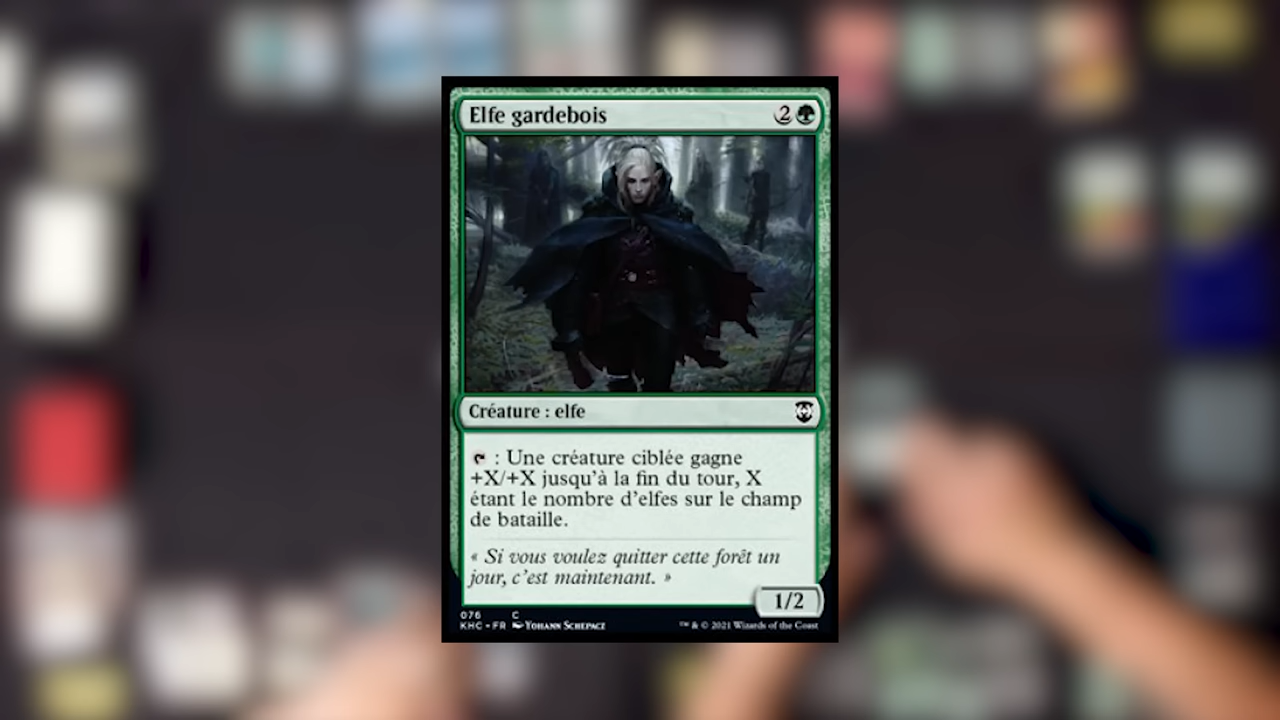 Elfe gardebois 2
Créature : elfe
: Une créature ciblée gagne
+X/+X jusqu'à la fin du tour, X
étant le nombre d'elfes sur le champ
de bataille.
« Si vous voulez quitter cette forêt un
jour, c'est maintenant. »
1/2
076 C
KHC • FR Yohann Schepacz
™ & © 2021 Wizards of the Coast